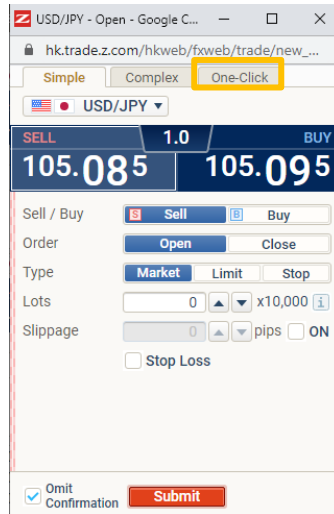 USD/JPY - Open - Google C...
hk.trade.z.com/hkweb/fxweb/trade/new_...
Simple Complex One-Click
USD/JPY
SELL 1.0 BUY
105.085 105.095
Sell / Buy S Sell B Buy
Order Open Close
Type Market Limit Stop
Lots 0 x10,000 i
Slippage 0 pips ON
Stop Loss
Omit
Confirmation Submit